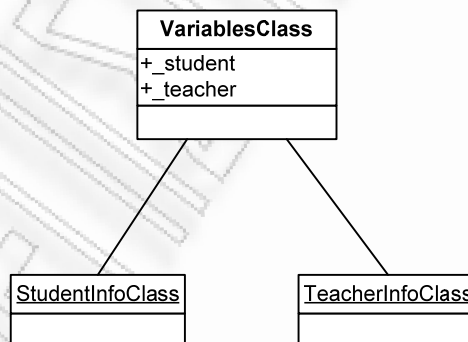 VariablesClass
+_student
+_teacher
StudentInfoClass
TeacherInfoClass